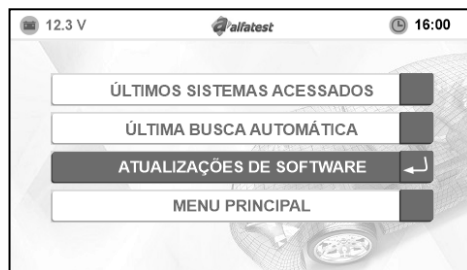 12.3 V alfatest 16:00
ÚLTIMOS SISTEMAS ACESSADOS
ÚLTIMA BUSCA AUTOMÁTICA
ATUALIZAÇÕES DE SOFTWARE
MENU PRINCIPAL